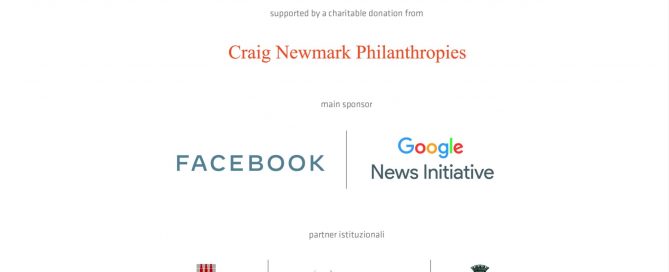 supported by a charitable donation from
Craig Newmark Philanthropies
main sponsor
FACEBOOK
Google
News Initiative
partner istituzionali